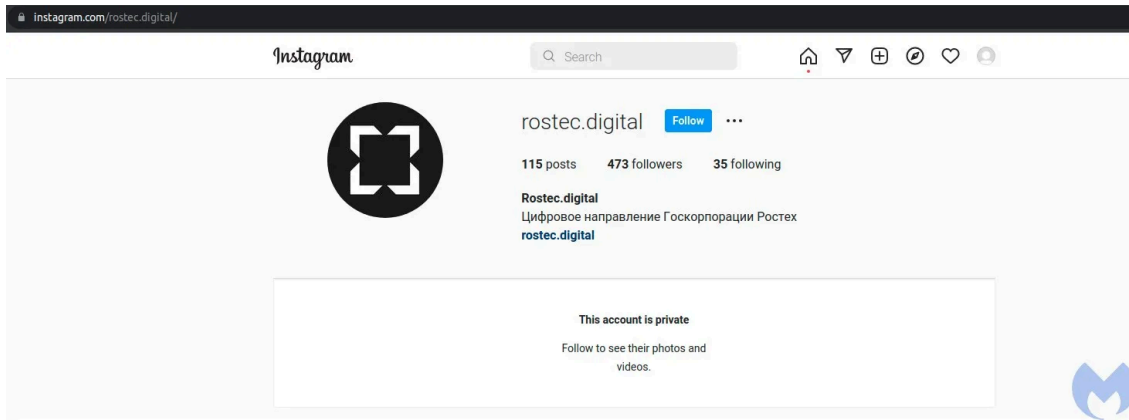 instagram.com/rostec.digital/
Instagram
Search
rostec.digital Follow
115 posts 473 followers 35 following
Rostec.digital
Цифровое направление Госкорпорации Ростех
rostec.digital
This account is private
Follow to see their photos and
videos.